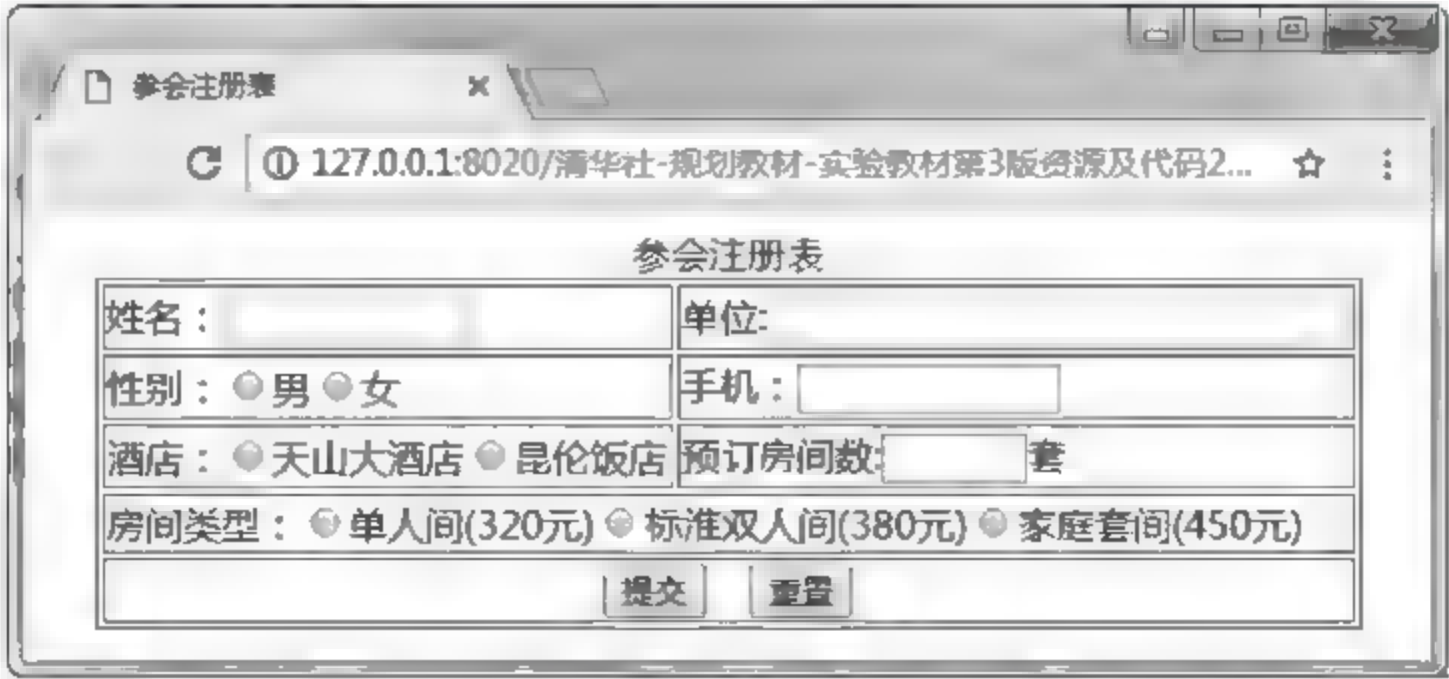 参会注册表
127.0.0.1:8020/清华社-规划教材-实验教材第3版资源及代码2...
参会注册表
姓名： 单位:
性别： 男 女 手机：
酒店： 天山大酒店 昆伦饭店 预订房间数: 套
房间类型： 单人间(320元) 标准双人间(380元) 家庭套间(450元)
提交 重置